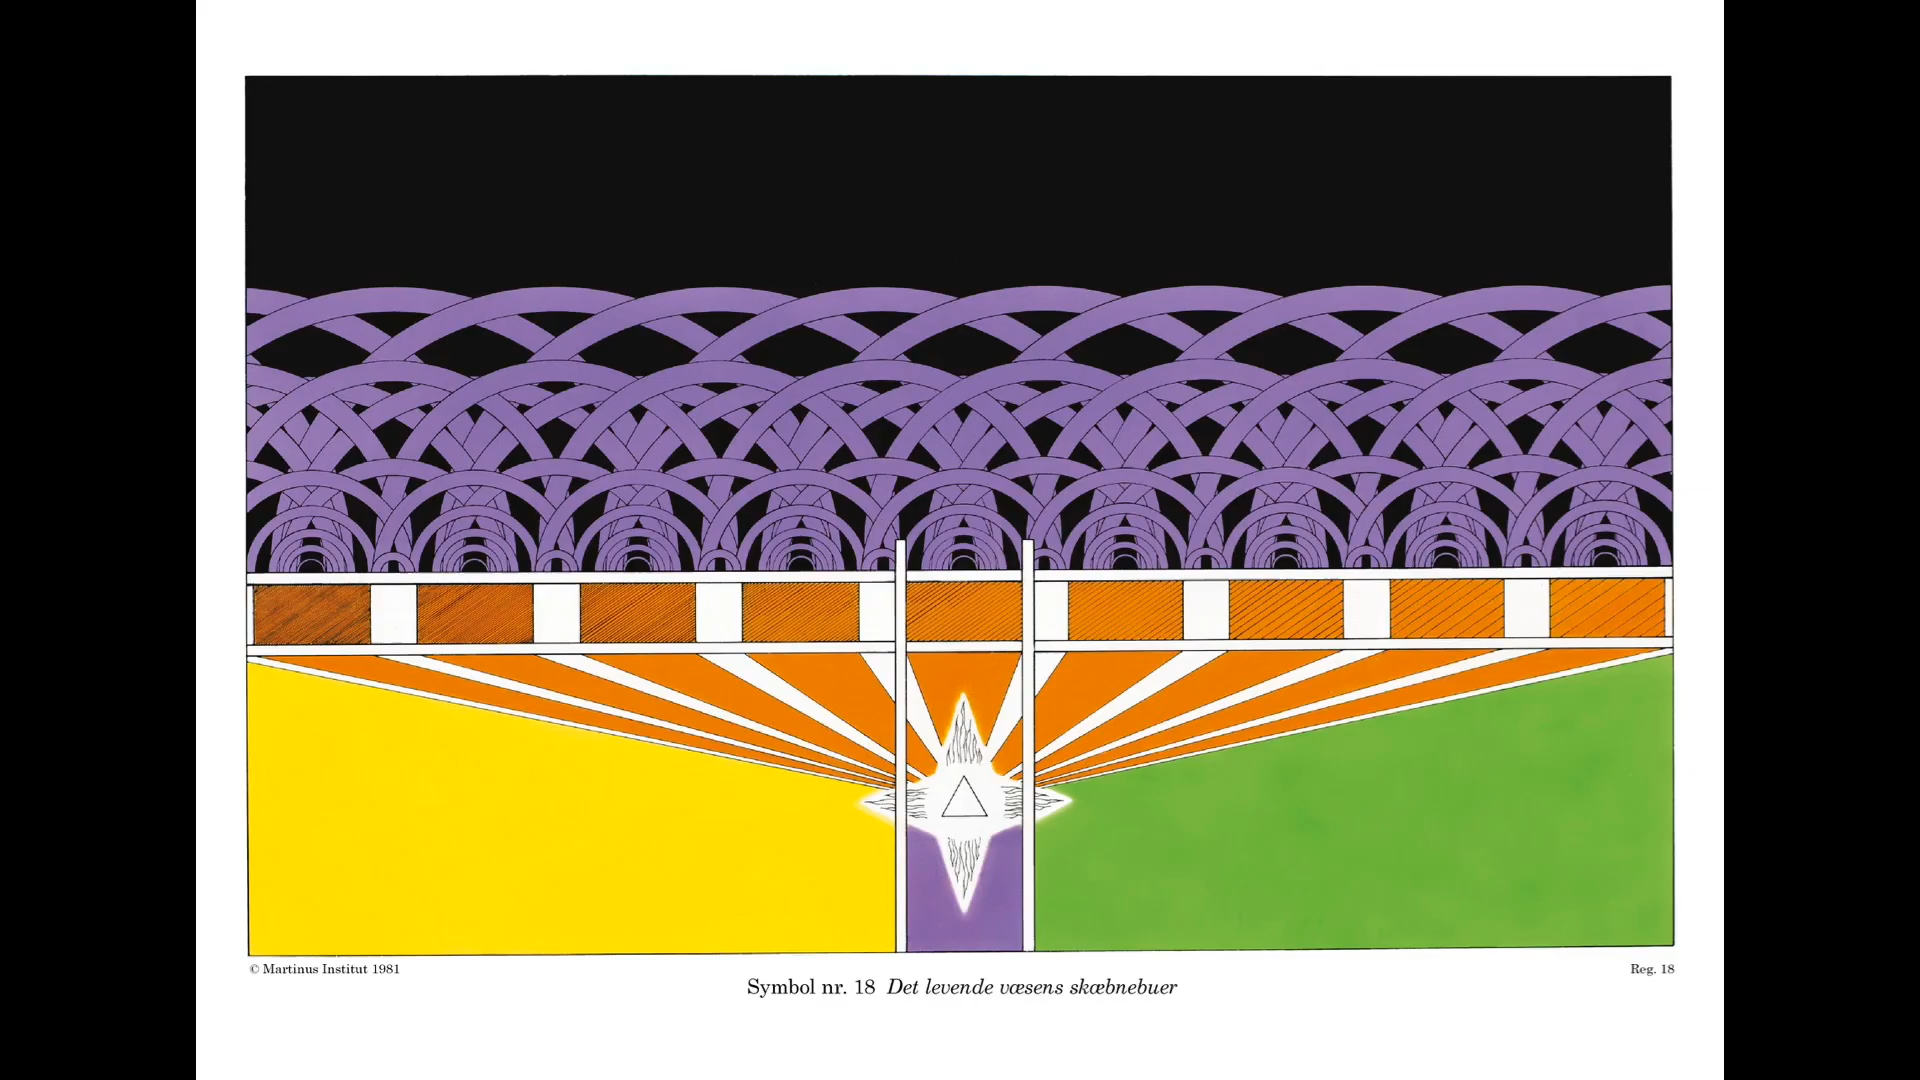 © Martinus Institut 1981
Reg. 18
Symbol nr. 18 Det levende væsens skæbnebuer